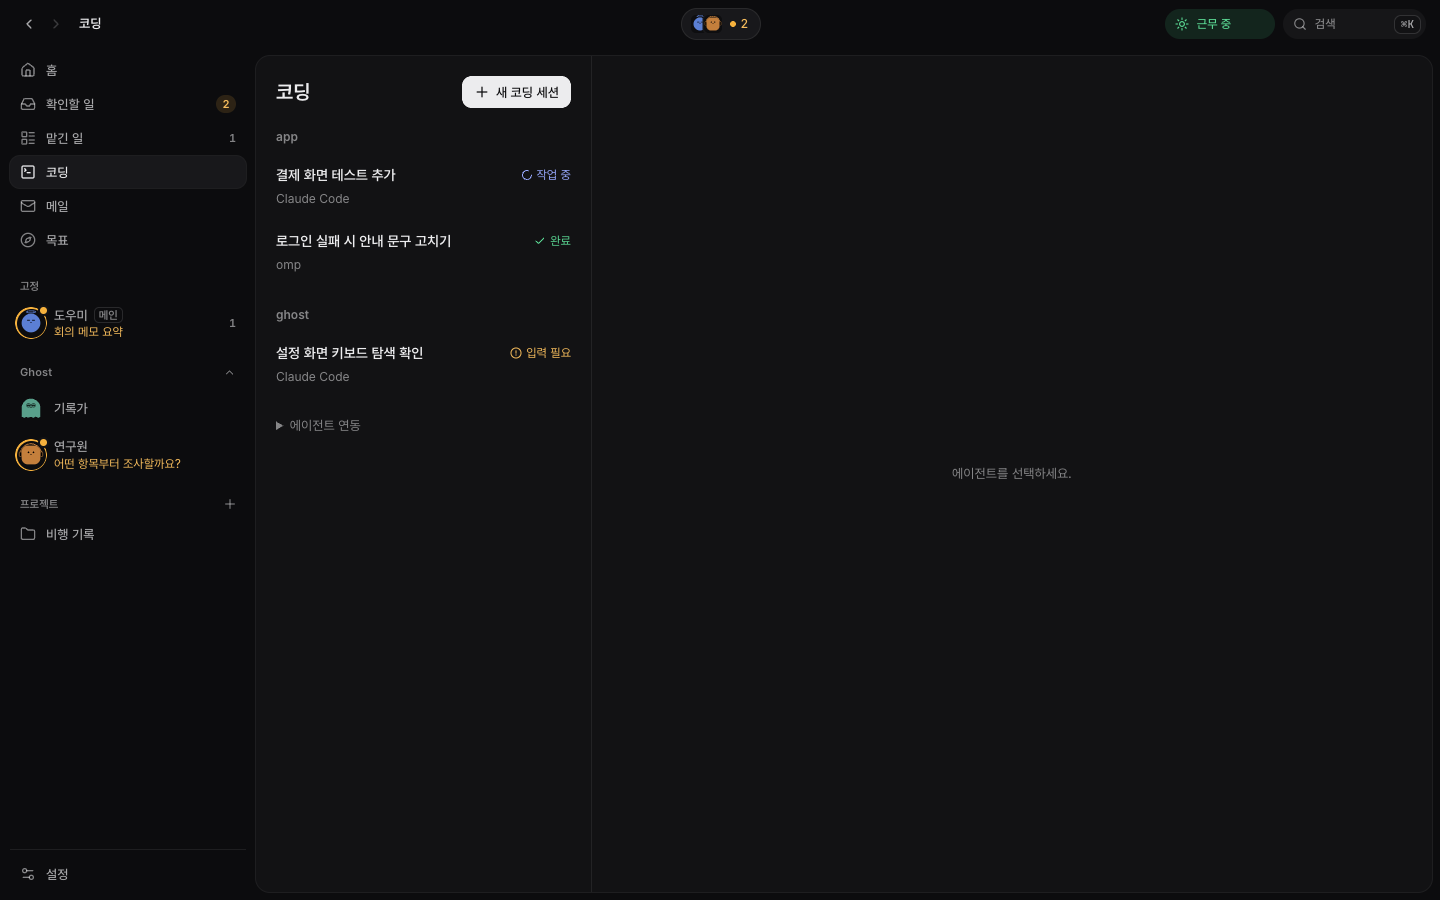 코딩
2
근무 중
검색
⌘K
홈
확인할 일
2
맡긴 일
1
코딩
메일
목표
고정
도우미
메인
회의 메모 요약
1
Ghost
기록가
연구원
어떤 항목부터 조사할까요?
프로젝트
비행 기록
설정
코딩
새 코딩 세션
app
결제 화면 테스트 추가
작업 중
Claude Code
로그인 실패 시 안내 문구 고치기
완료
omp
ghost
설정 화면 키보드 탐색 확인
입력 필요
Claude Code
에이전트 연동
에이전트를 선택하세요.